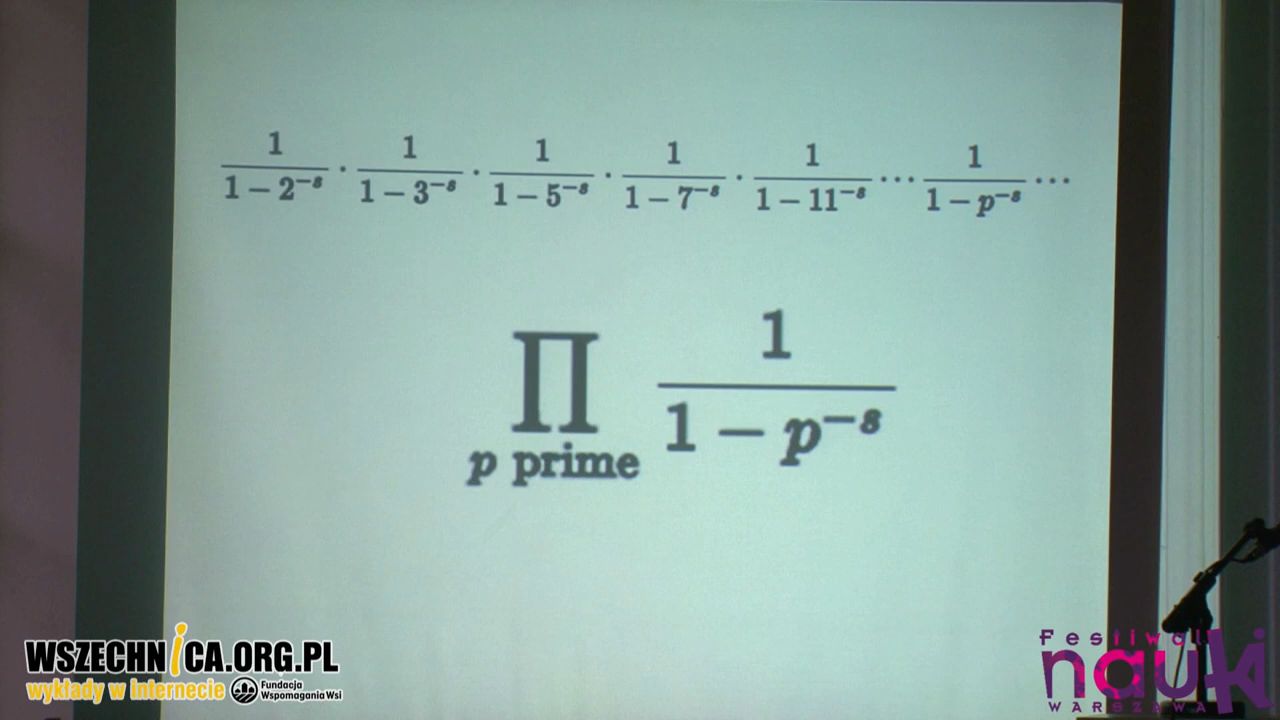 1/(1 − 2^−s) · 1/(1 − 3^−s) · 1/(1 − 5^−s) · 1/(1 − 7^−s) · 1/(1 − 11^−s) ··· 1/(1 − p^−s) ···
∏_{p prime} 1/(1 − p^−s)
WSZECHNICA.ORG.PL
wykłady w internecie
Fundacja
Wspomagania Wsi
Festiwal
nauki
WARSZAWA